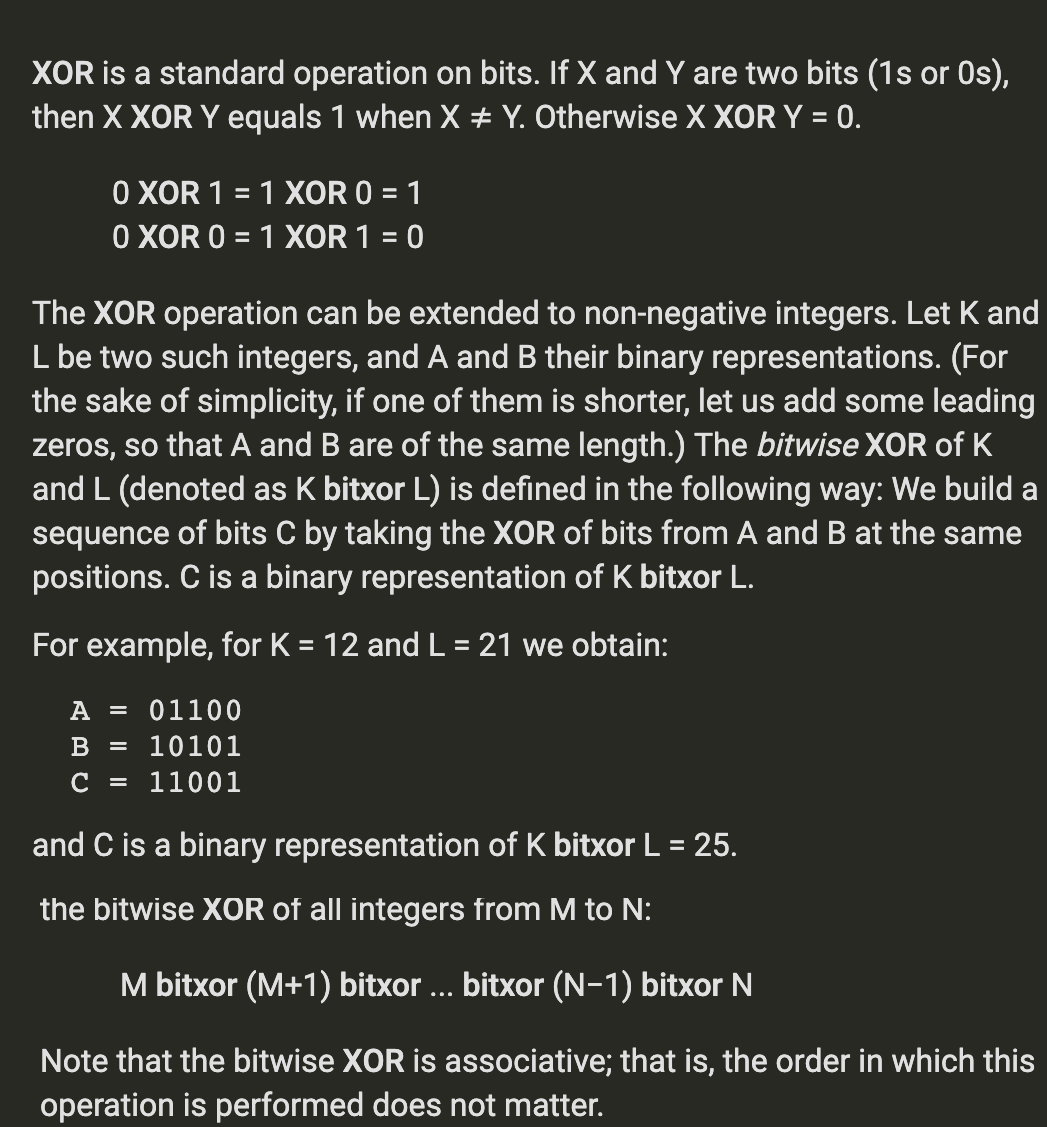 XOR is a standard operation on bits. If X and Y are two bits (1s or 0s),
then X XOR Y equals 1 when X ≠ Y. Otherwise X XOR Y = 0.
0 XOR 1 = 1 XOR 0 = 1
0 XOR 0 = 1 XOR 1 = 0
The XOR operation can be extended to non-negative integers. Let K and
L be two such integers, and A and B their binary representations. (For
the sake of simplicity, if one of them is shorter, let us add some leading
zeros, so that A and B are of the same length.) The bitwise XOR of K
and L (denoted as K bitxor L) is defined in the following way: We build a
sequence of bits C by taking the XOR of bits from A and B at the same
positions. C is a binary representation of K bitxor L.
For example, for K = 12 and L = 21 we obtain:
A = 01100
B = 10101
C = 11001
and C is a binary representation of K bitxor L = 25.
the bitwise XOR of all integers from M to N:
M bitxor (M+1) bitxor ... bitxor (N−1) bitxor N
Note that the bitwise XOR is associative; that is, the order in which this
operation is performed does not matter.